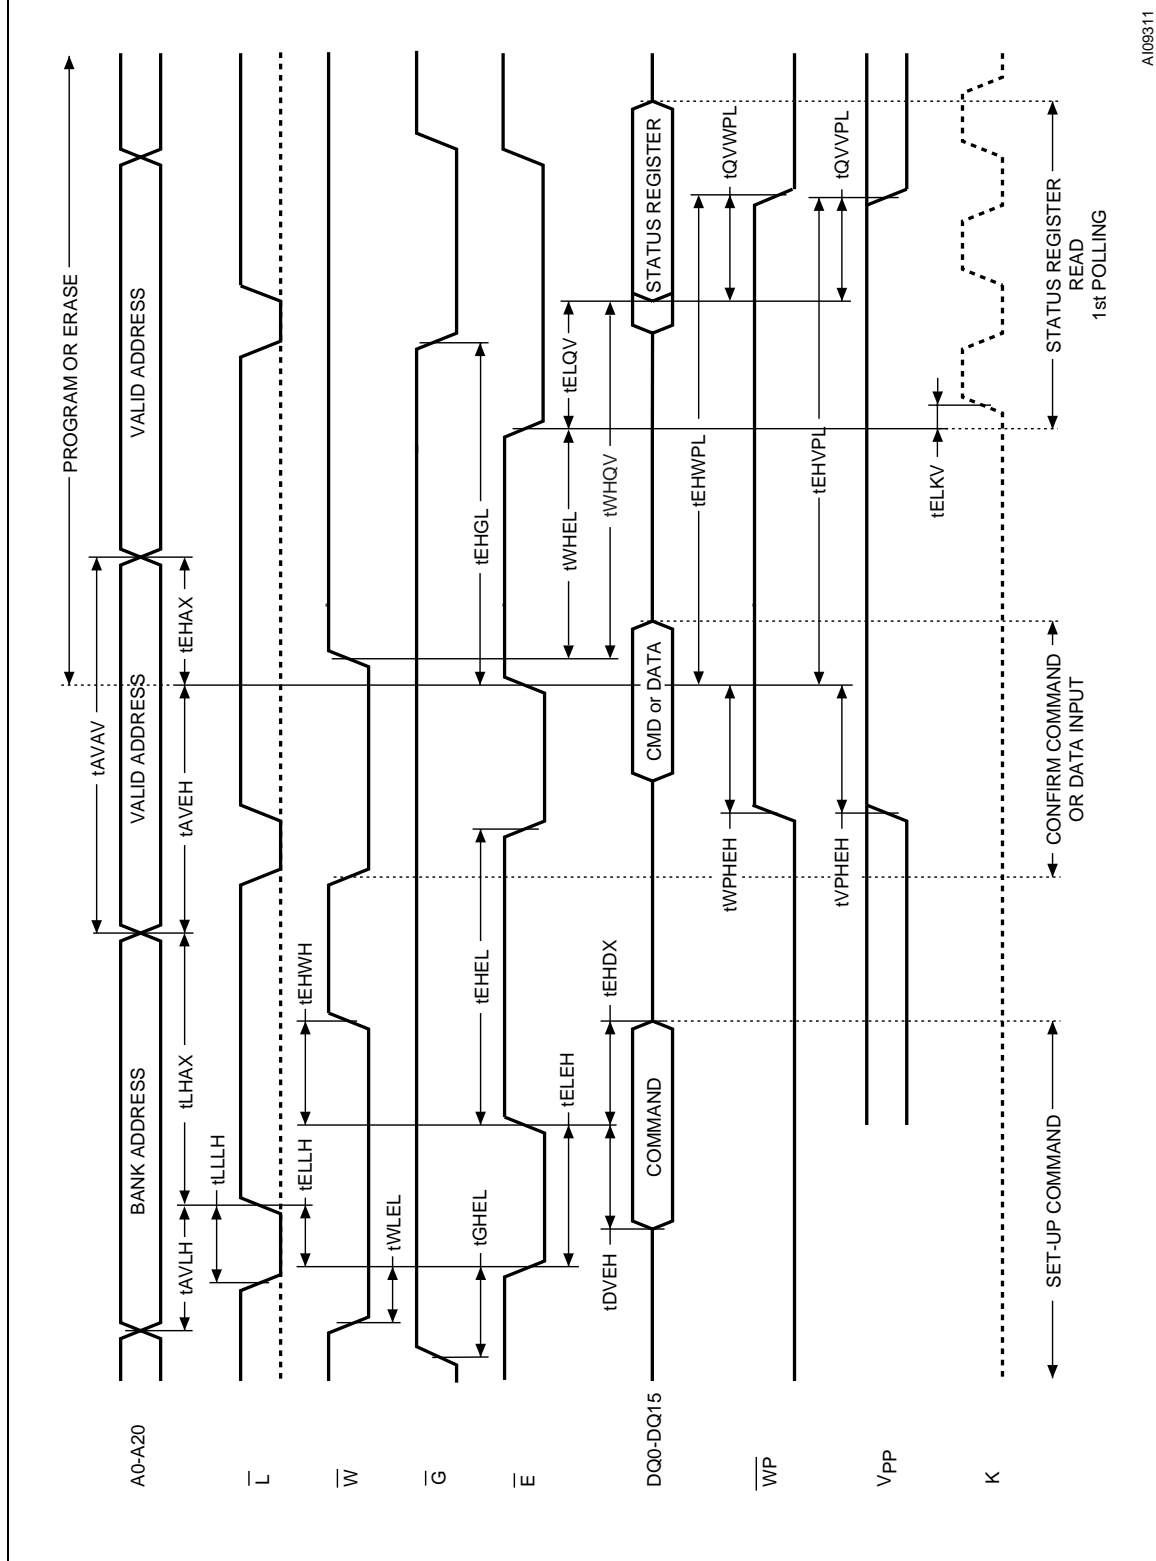 PROGRAM OR ERASE
tAVAV
A0-A20
BANK ADDRESS
VALID ADDRESS
VALID ADDRESS
tAVLH
tLHAX
tAVEH
tEHAX
tLLLH
L
tELLH
tEHWH
W
tWLEL
G
tGHEL
tEHEL
tEHGL
E
tELEH
tWHEL
tELQV
tDVEH
tEHDX
tWHQV
DQ0-DQ15
COMMAND
CMD or DATA
STATUS REGISTER
tEHWPL
tWPHEH
tQVWPL
WP
tEHVPL
tVPHEH
tQVVPL
VPP
tELKV
K
SET-UP COMMAND
CONFIRM COMMAND
OR DATA INPUT
STATUS REGISTER
READ
1st POLLING
AI09311